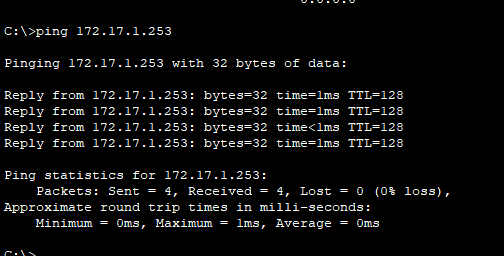 0.0.0.0
C:\>ping 172.17.1.253
Pinging 172.17.1.253 with 32 bytes of data:
Reply from 172.17.1.253: bytes=32 time=1ms TTL=128
Reply from 172.17.1.253: bytes=32 time=1ms TTL=128
Reply from 172.17.1.253: bytes=32 time<1ms TTL=128
Reply from 172.17.1.253: bytes=32 time=1ms TTL=128
Ping statistics for 172.17.1.253:
Packets: Sent = 4, Received = 4, Lost = 0 (0% loss),
Approximate round trip times in milli-seconds:
Minimum = 0ms, Maximum = 1ms, Average = 0ms
C:\>